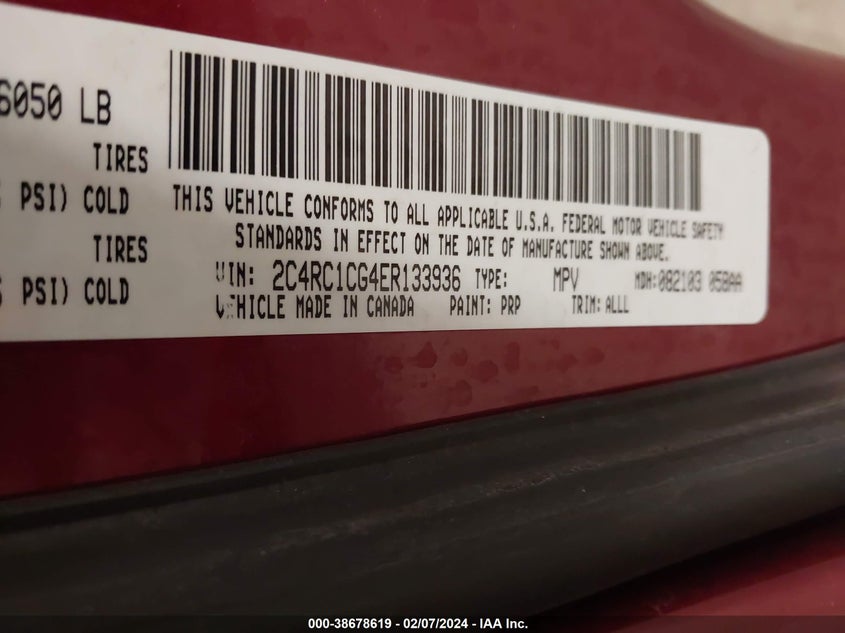 6050 LB
TIRES
PSI) COLD
TIRES
PSI) COLD
THIS VEHICLE CONFORMS TO ALL APPLICABLE U.S.A. FEDERAL MOTOR VEHICLE SAFETY
STANDARDS IN EFFECT ON THE DATE OF MANUFACTURE SHOWN ABOVE.
VIN: 2C4RC1CG4ER133936 TYPE: MPV MDH:082103 058AA
VEHICLE MADE IN CANADA PAINT: PRP TRIM: ALLL
000-38678619 - 02/07/2024 - IAA Inc.